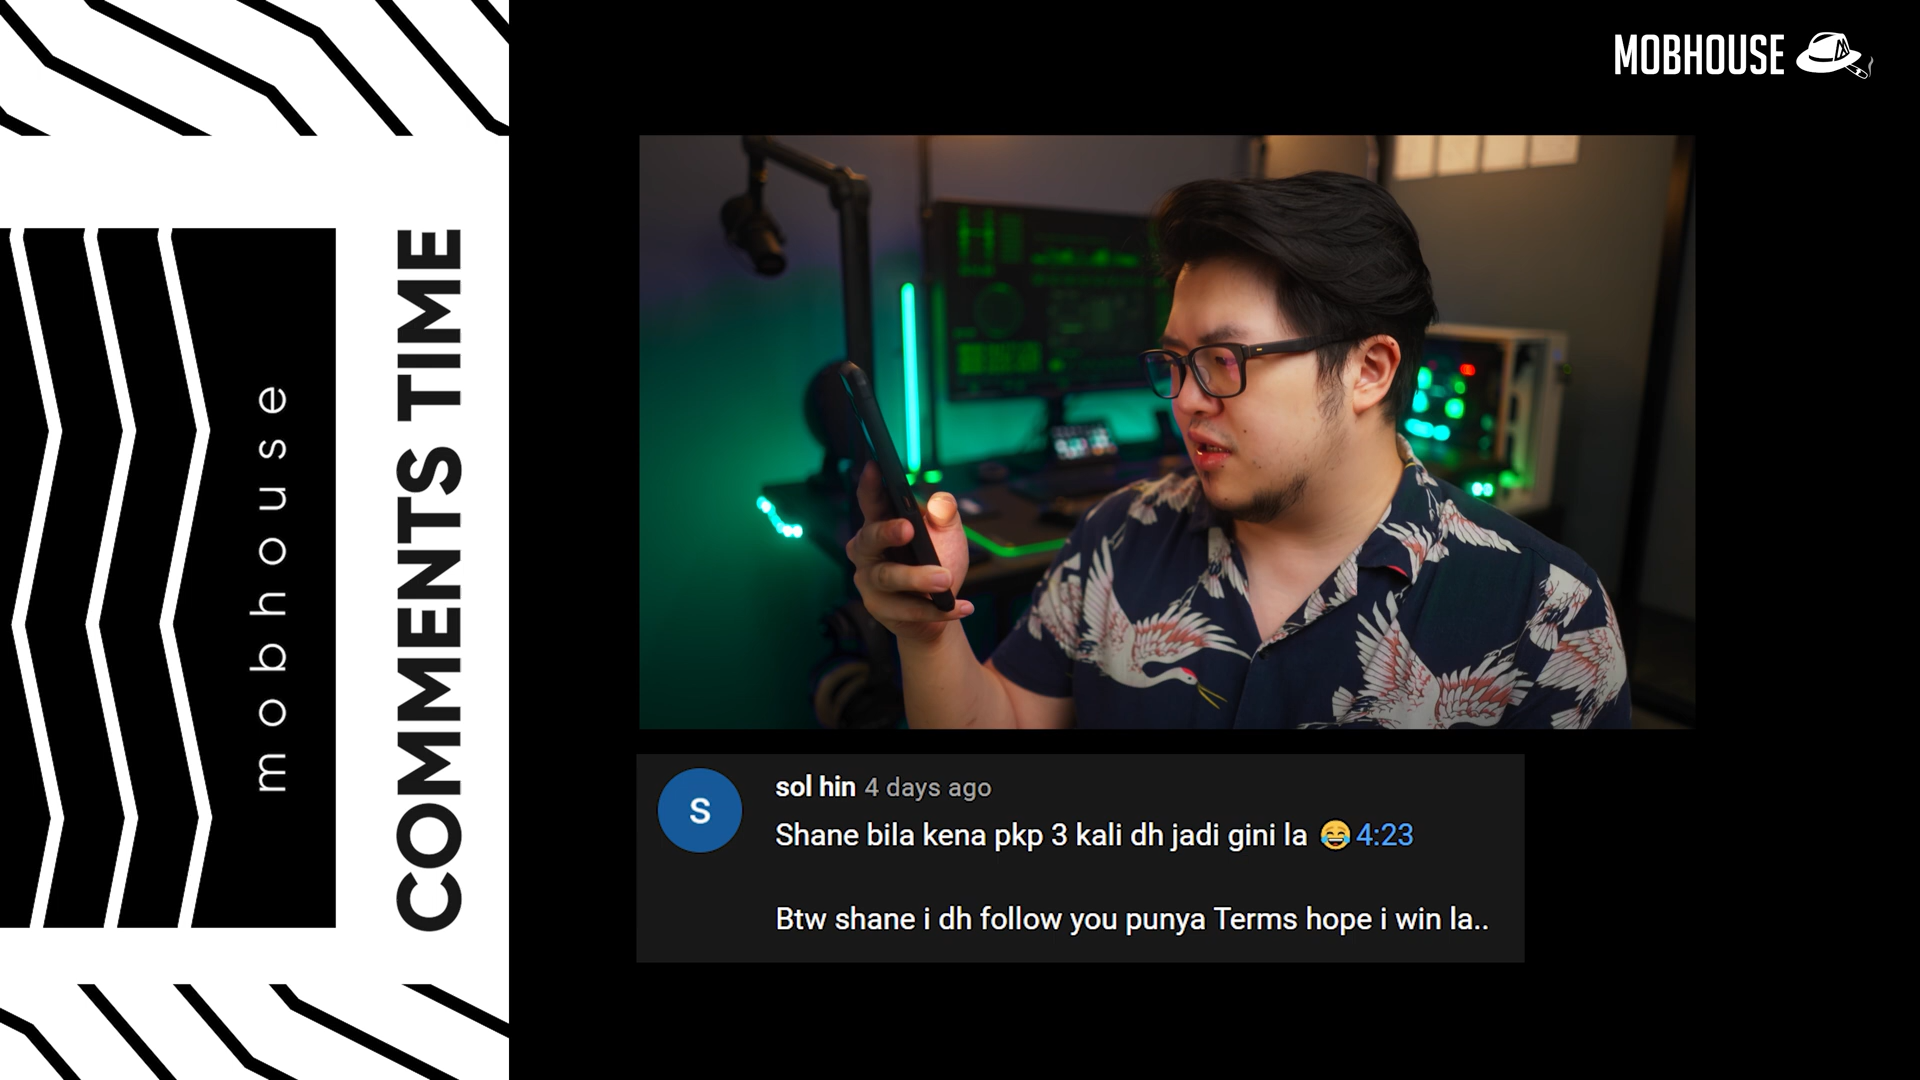 MOBHOUSE
mobhouse
COMMENTS TIME
S
sol hin 4 days ago
Shane bila kena pkp 3 kali dh jadi gini la 😂4:23
Btw shane i dh follow you punya Terms hope i win la..